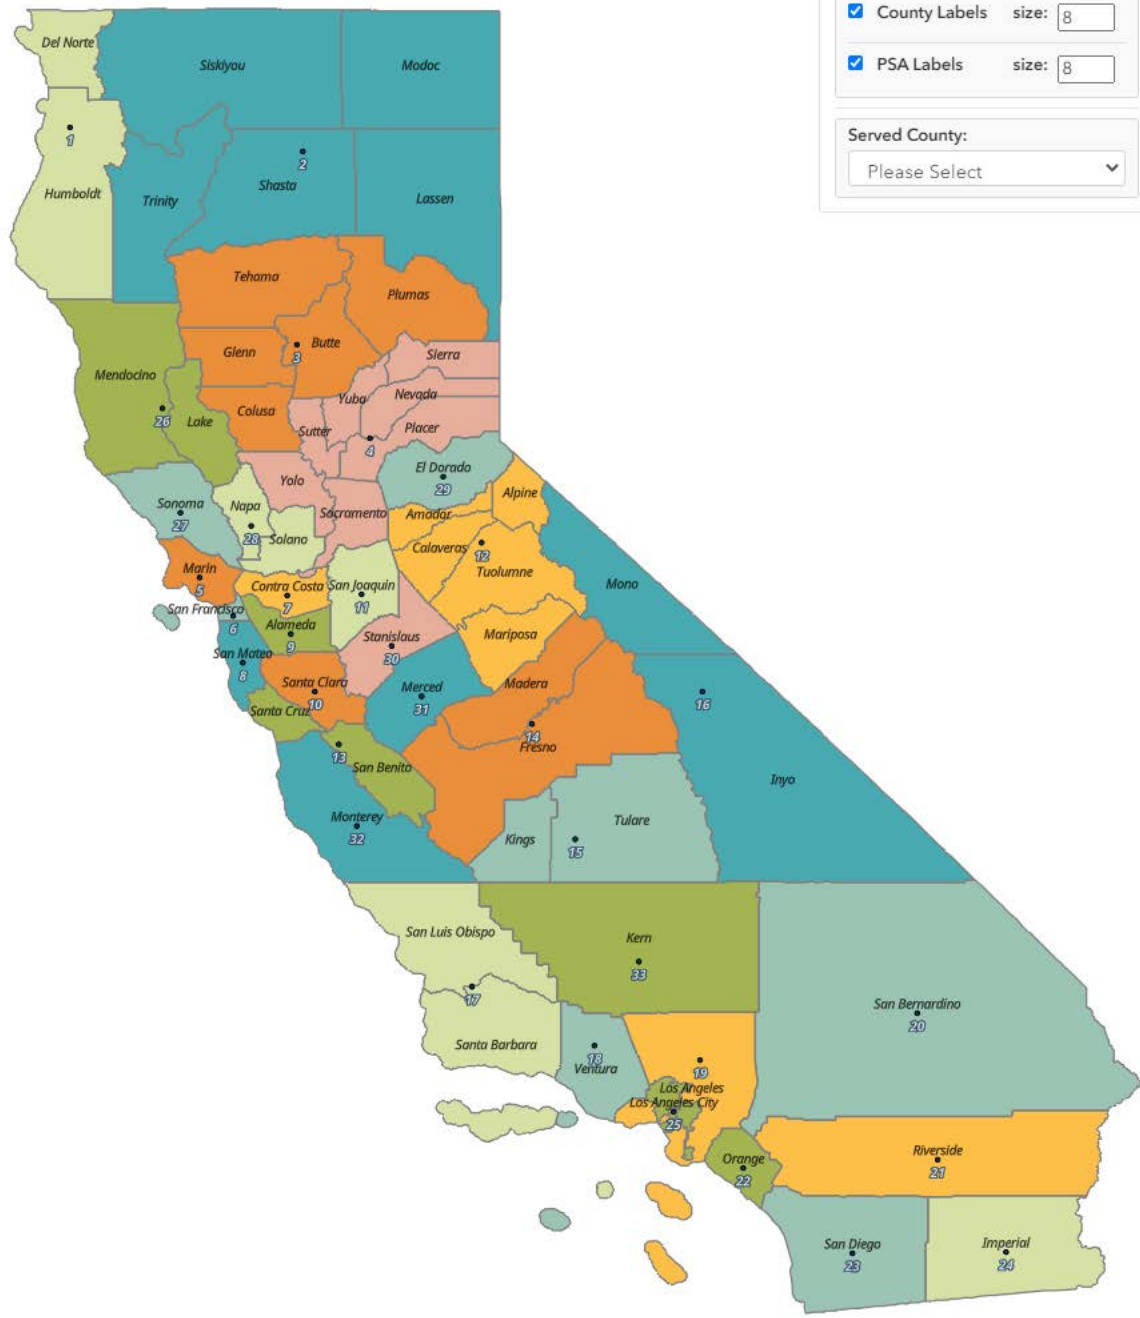 County Labels size: 8
PSA Labels size: 8
Served County:
Please Select
Del Norte
Siskiyou
Modoc
1
2
Shasta
Humboldt
Trinity
Lassen
Tehama
Plumas
Glenn
3
Butte
Sierra
Mendocino
Nevada
Yuba
26
Lake
Colusa
Sutter
Placer
4
El Dorado
29
Yolo
Alpine
Sonoma
27
Napa
28
Solano
Sacramento
Amador
Calaveras
12
Tuolumne
Marin
5
Contra Costa
7
San Joaquin
11
Mono
San Francisco
6
Alameda
9
Stanislaus
30
Mariposa
San Mateo
8
Santa Clara
10
Merced
31
Madera
16
Santa Cruz
14
Fresno
13
San Benito
Inyo
Monterey
32
Kings
Tulare
15
San Luis Obispo
Kern
33
17
San Bernardino
20
Santa Barbara
18
Ventura
19
Los Angeles
Los Angeles City
25
Orange
22
Riverside
21
San Diego
23
Imperial
24